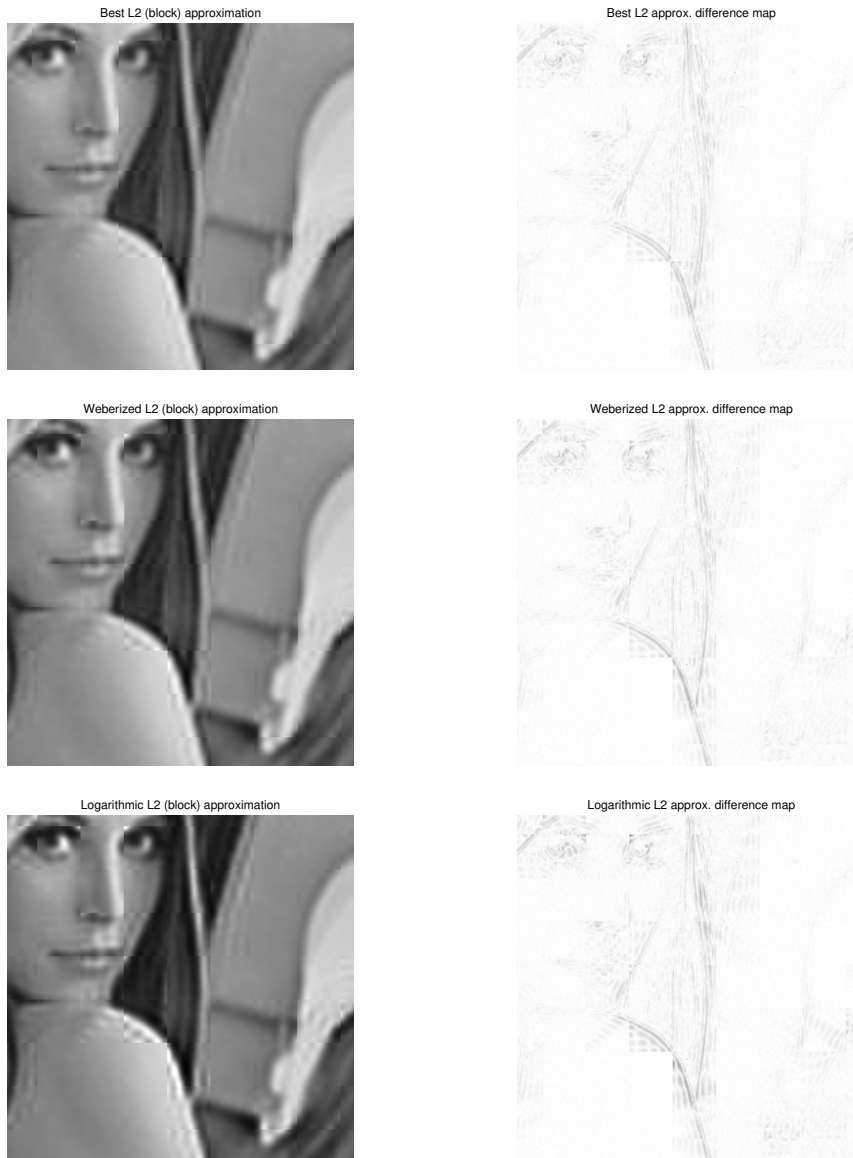 Best L2 (block) approximation
Best L2 approx. difference map
Weberized L2 (block) approximation
Weberized L2 approx. difference map
Logarithmic L2 (block) approximation
Logarithmic L2 approx. difference map